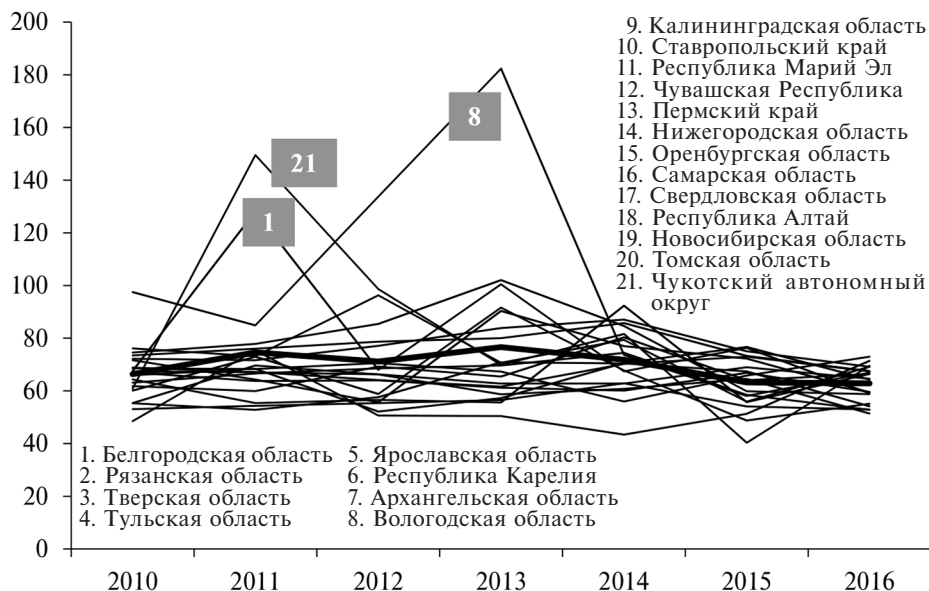 200
180
160
140
120
100
80
60
40
20
0
21
1
8
9. Калининградская область
10. Ставропольский край
11. Республика Марий Эл
12. Чувашская Республика
13. Пермский край
14. Нижегородская область
15. Оренбургская область
16. Самарская область
17. Свердловская область
18. Республика Алтай
19. Новосибирская область
20. Томская область
21. Чукотский автономный
округ
1. Белгородская область
2. Рязанская область
3. Тверская область
4. Тульская область
5. Ярославская область
6. Республика Карелия
7. Архангельская область
8. Вологодская область
2010 2011 2012 2013 2014 2015 2016